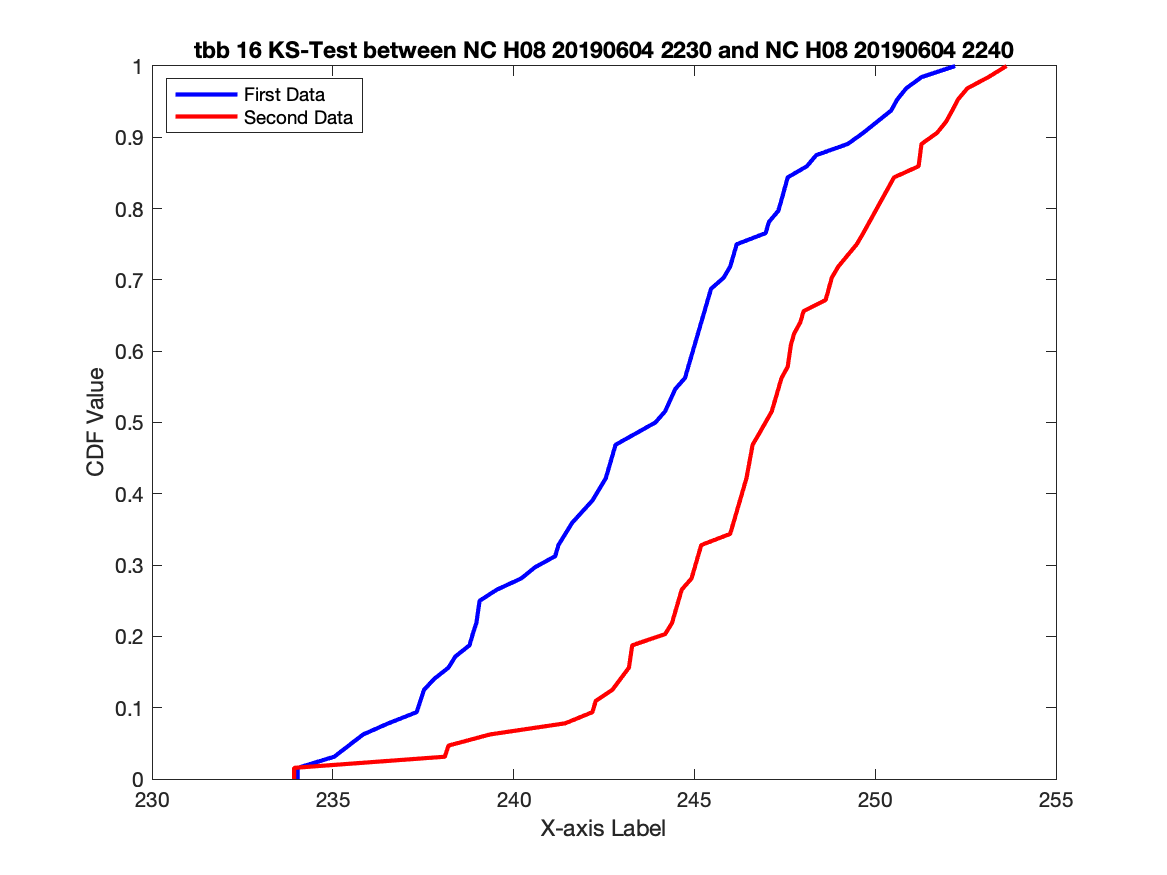 tbb 16 KS-Test between NC H08 20190604 2230 and NC H08 20190604 2240
First Data
Second Data
CDF Value
1
0.9
0.8
0.7
0.6
0.5
0.4
0.3
0.2
0.1
0
230 235 240 245 250 255
X-axis Label